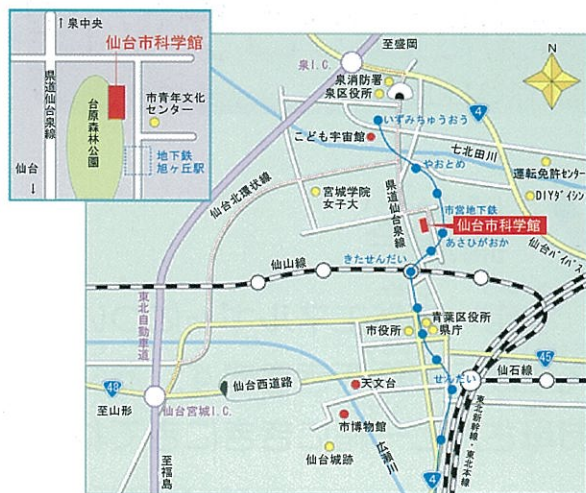 ↑泉中央
仙台市科学館
県道仙台泉線
台原森林公園
市青年文化
センター
地下鉄
旭ヶ丘駅
仙台
↓
至盛岡
泉I.C.
泉消防署
泉区役所
N
4
いずみちゅうおう
こども宇宙館
七北田川
やおとめ
運転免許センター
DIYダイシン
仙台北環状線
宮城学院
女子大
県道仙台泉線
市営地下鉄
仙台市科学館
あさひがおか
仙台バイパス
仙山線
きたせんだい
東北自動車道
青葉区役所
市役所
県庁
45
せんだい
仙石線
48
仙台西道路
天文台
至山形
仙台宮城I.C.
市博物館
東北新幹線・東北本線
仙台城跡
広瀬川
至福島
4